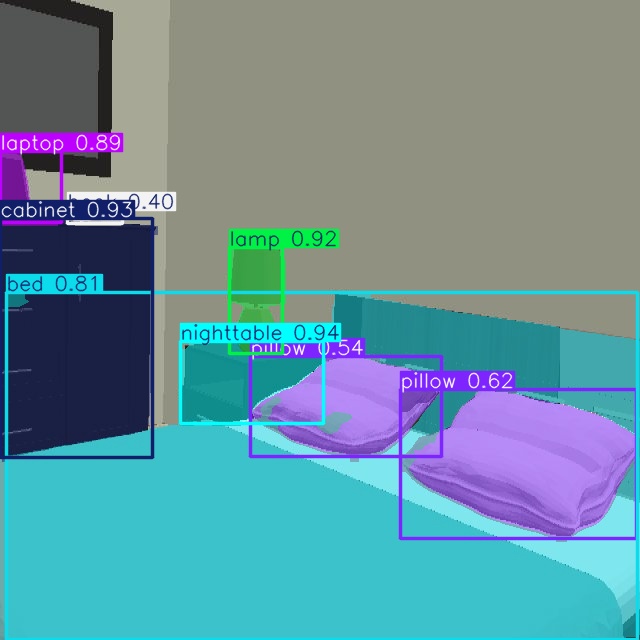 laptop 0.89
0.40
cabinet 0.93
lamp 0.92
bed 0.81
nighttable 0.94
pillow 0.54
pillow 0.62